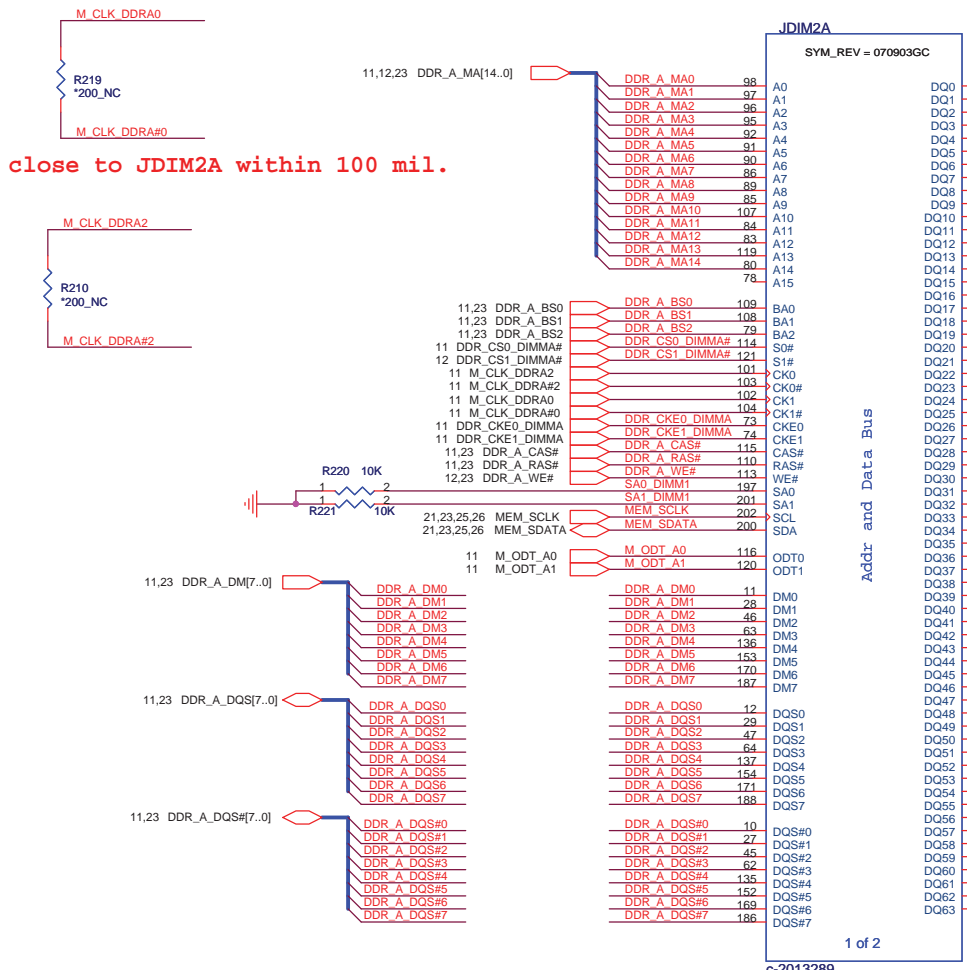 M_CLK_DDRA0
R219
*200_NC
M_CLK_DDRA#0
close to JDIM2A within 100 mil.
M_CLK_DDRA2
R210
*200_NC
M_CLK_DDRA#2
JDIM2A
SYM_REV = 070903GC
11,12,23 DDR_A_MA[14..0]
DDR_A_MA0 98 A0
DDR_A_MA1 97 A1
DDR_A_MA2 96 A2
DDR_A_MA3 95 A3
DDR_A_MA4 92 A4
DDR_A_MA5 91 A5
DDR_A_MA6 90 A6
DDR_A_MA7 86 A7
DDR_A_MA8 89 A8
DDR_A_MA9 85 A9
DDR_A_MA10 107 A10
DDR_A_MA11 84 A11
DDR_A_MA12 83 A12
DDR_A_MA13 119 A13
DDR_A_MA14 80 A14
78 A15
11,23 DDR_A_BS0 DDR_A_BS0 109 BA0
11,23 DDR_A_BS1 DDR_A_BS1 108 BA1
11,23 DDR_A_BS2 DDR_A_BS2 79 BA2
11 DDR_CS0_DIMMA# DDR_CS0_DIMMA# 114 S0#
12 DDR_CS1_DIMMA# DDR_CS1_DIMMA# 121 S1#
11 M_CLK_DDRA2 101 CK0
11 M_CLK_DDRA#2 103 CK0#
11 M_CLK_DDRA0 102 CK1
11 M_CLK_DDRA#0 104 CK1#
11 DDR_CKE0_DIMMA DDR_CKE0_DIMMA 73 CKE0
11 DDR_CKE1_DIMMA DDR_CKE1_DIMMA 74 CKE1
11,23 DDR_A_CAS# DDR_A_CAS# 115 CAS#
11,23 DDR_A_RAS# DDR_A_RAS# 110 RAS#
12,23 DDR_A_WE# DDR_A_WE# 113 WE#
R220 10K
1 2 SA0_DIMM1 197 SA0
1 2 SA1_DIMM1 201 SA1
R221 10K
21,23,25,26 MEM_SCLK MEM_SCLK 202 SCL
21,23,25,26 MEM_SDATA MEM_SDATA 200 SDA
11 M_ODT_A0 M_ODT_A0 116 ODT0
11 M_ODT_A1 M_ODT_A1 120 ODT1
11,23 DDR_A_DM[7..0]
DDR_A_DM0 DDR_A_DM0 11 DM0
DDR_A_DM1 DDR_A_DM1 28 DM1
DDR_A_DM2 DDR_A_DM2 46 DM2
DDR_A_DM3 DDR_A_DM3 63 DM3
DDR_A_DM4 DDR_A_DM4 136 DM4
DDR_A_DM5 DDR_A_DM5 153 DM5
DDR_A_DM6 DDR_A_DM6 170 DM6
DDR_A_DM7 DDR_A_DM7 187 DM7
11,23 DDR_A_DQS[7..0]
DDR_A_DQS0 DDR_A_DQS0 12 DQS0
DDR_A_DQS1 DDR_A_DQS1 29 DQS1
DDR_A_DQS2 DDR_A_DQS2 47 DQS2
DDR_A_DQS3 DDR_A_DQS3 64 DQS3
DDR_A_DQS4 DDR_A_DQS4 137 DQS4
DDR_A_DQS5 DDR_A_DQS5 154 DQS5
DDR_A_DQS6 DDR_A_DQS6 171 DQS6
DDR_A_DQS7 DDR_A_DQS7 188 DQS7
11,23 DDR_A_DQS#[7..0]
DDR_A_DQS#0 DDR_A_DQS#0 10 DQS#0
DDR_A_DQS#1 DDR_A_DQS#1 27 DQS#1
DDR_A_DQS#2 DDR_A_DQS#2 45 DQS#2
DDR_A_DQS#3 DDR_A_DQS#3 62 DQS#3
DDR_A_DQS#4 DDR_A_DQS#4 135 DQS#4
DDR_A_DQS#5 DDR_A_DQS#5 152 DQS#5
DDR_A_DQS#6 DDR_A_DQS#6 169 DQS#6
DDR_A_DQS#7 DDR_A_DQS#7 186 DQS#7
Addr and Data Bus
DQ0
DQ1
DQ2
DQ3
DQ4
DQ5
DQ6
DQ7
DQ8
DQ9
DQ10
DQ11
DQ12
DQ13
DQ14
DQ15
DQ16
DQ17
DQ18
DQ19
DQ20
DQ21
DQ22
DQ23
DQ24
DQ25
DQ26
DQ27
DQ28
DQ29
DQ30
DQ31
DQ32
DQ33
DQ34
DQ35
DQ36
DQ37
DQ38
DQ39
DQ40
DQ41
DQ42
DQ43
DQ44
DQ45
DQ46
DQ47
DQ48
DQ49
DQ50
DQ51
DQ52
DQ53
DQ54
DQ55
DQ56
DQ57
DQ58
DQ59
DQ60
DQ61
DQ62
DQ63
1 of 2
c-2013289